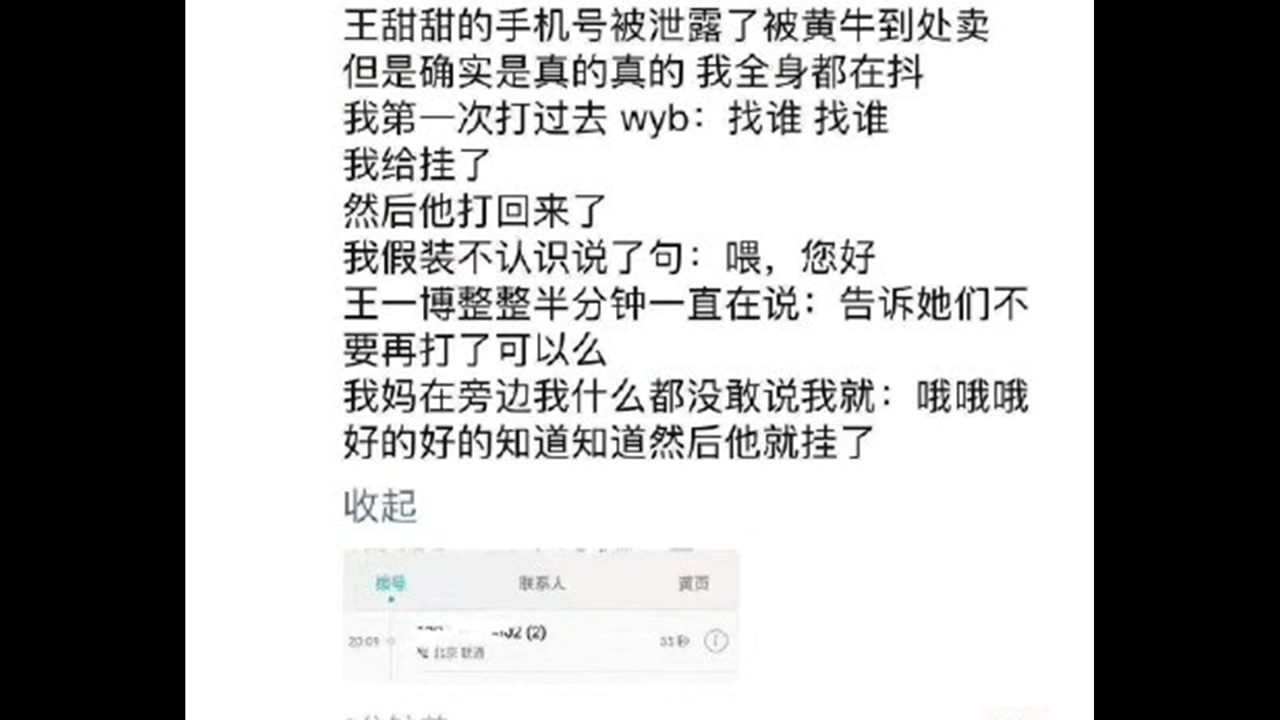 王甜甜的手机号被泄露了被黄牛到处卖
但是确实是真的真的 我全身都在抖
我第一次打过去 wyb：找谁 找谁
我给挂了
然后他打回来了
我假装不认识说了句：喂，您好
王一博整整半分钟一直在说：告诉她们不
要再打了可以么
我妈在旁边我什么都没敢说我就：哦哦哦
好的好的知道知道然后他就挂了
收起
拨号 联系人 黄页
(2)
北京 联通